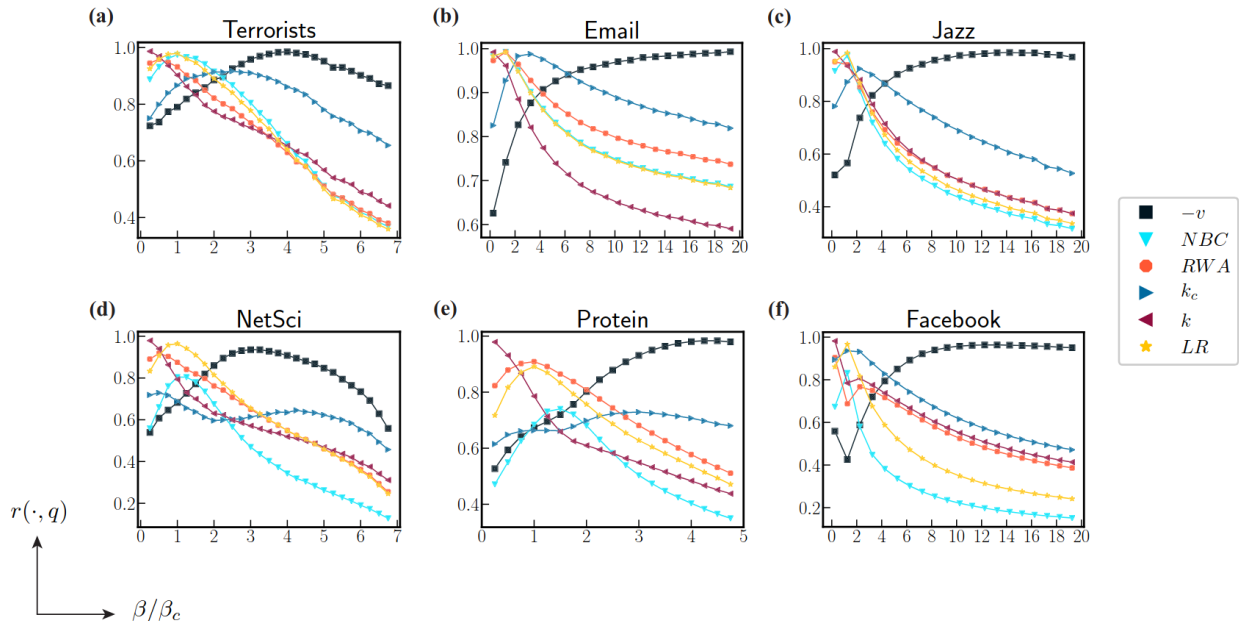 (a)
Terrorists
1.0
0.8
0.6
0.4
0 1 2 3 4 5 6 7
(b)
Email
1.0
0.9
0.8
0.7
0.6
0 2 4 6 8 10 12 14 16 18 20
(c)
Jazz
1.0
0.8
0.6
0.4
0 2 4 6 8 10 12 14 16 18 20
(d)
NetSci
1.0
0.8
0.6
0.4
0.2
0 1 2 3 4 5 6 7
(e)
Protein
1.0
0.8
0.6
0.4
0 1 2 3 4 5
(f)
Facebook
1.0
0.8
0.6
0.4
0.2
0 2 4 6 8 10 12 14 16 18 20
−v
NBC
RWA
k_c
k
LR
r(·, q)
β/β_c